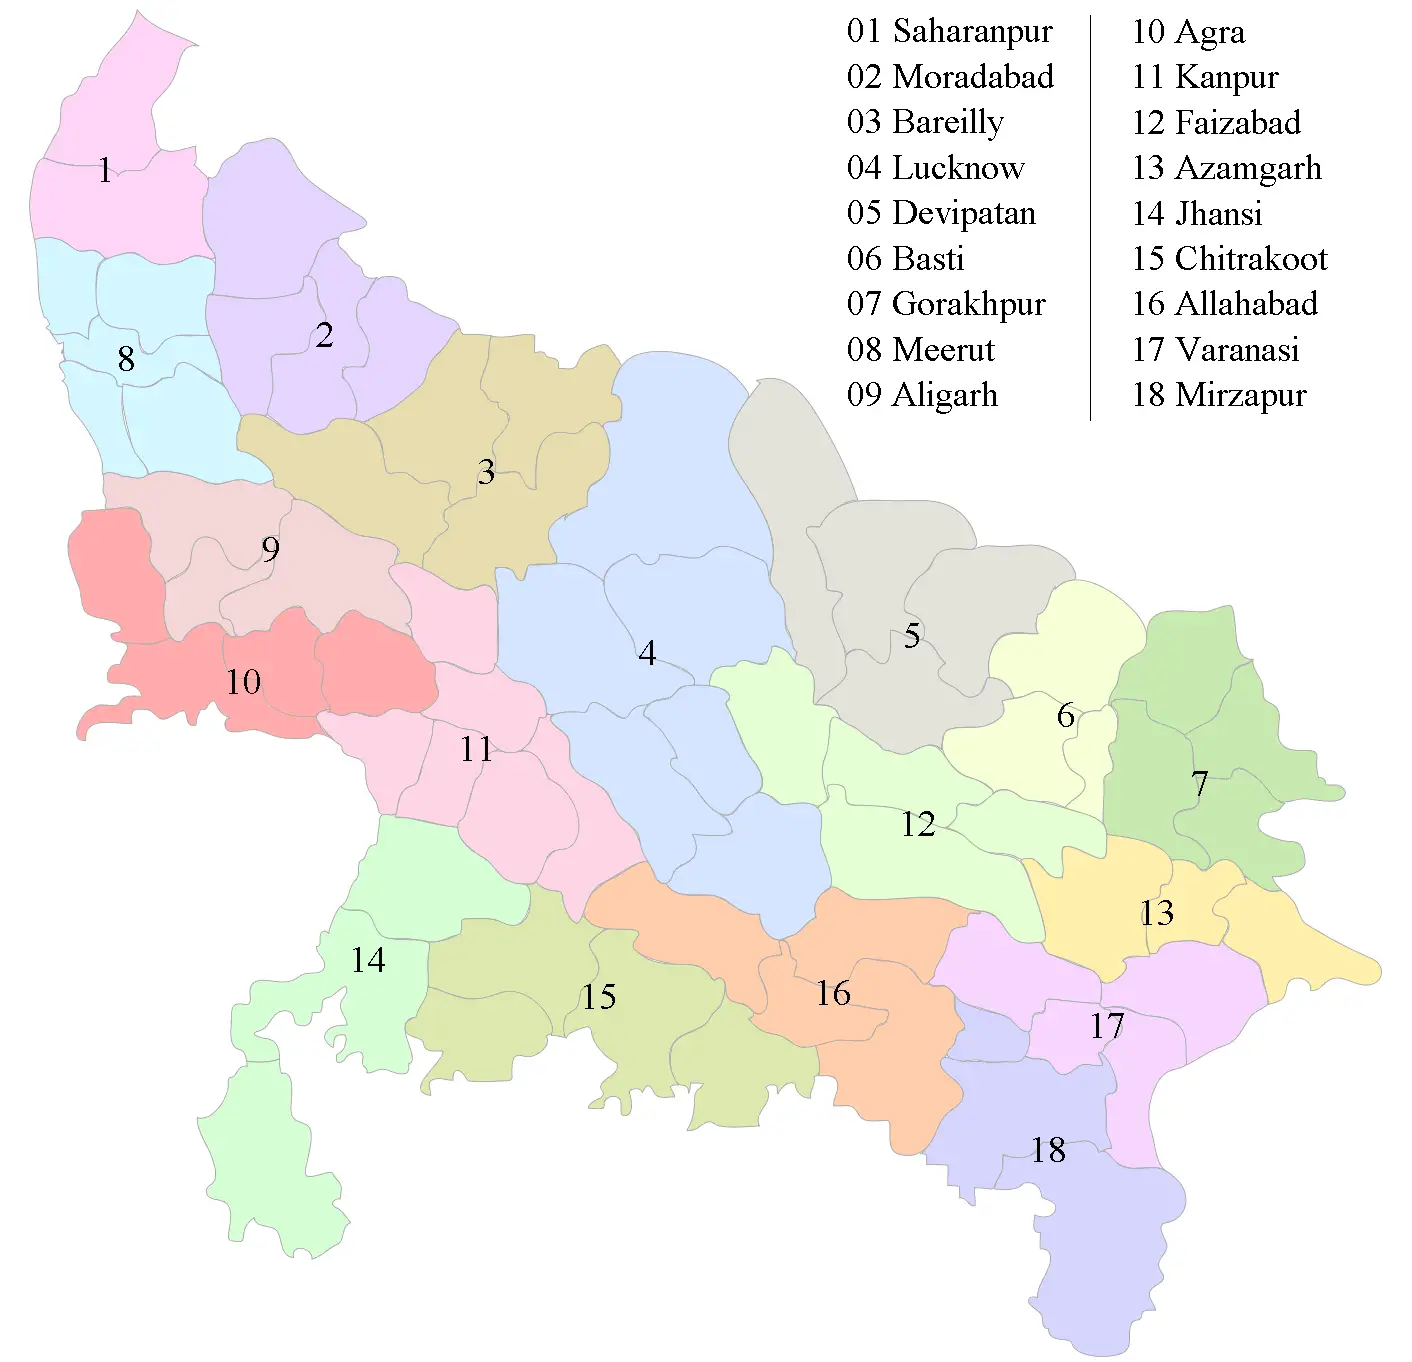 01 Saharanpur
02 Moradabad
03 Bareilly
04 Lucknow
05 Devipatan
06 Basti
07 Gorakhpur
08 Meerut
09 Aligarh
10 Agra
11 Kanpur
12 Faizabad
13 Azamgarh
14 Jhansi
15 Chitrakoot
16 Allahabad
17 Varanasi
18 Mirzapur
1
2
8
3
9
5
4
10
6
11
7
12
13
14
16
15
17
18